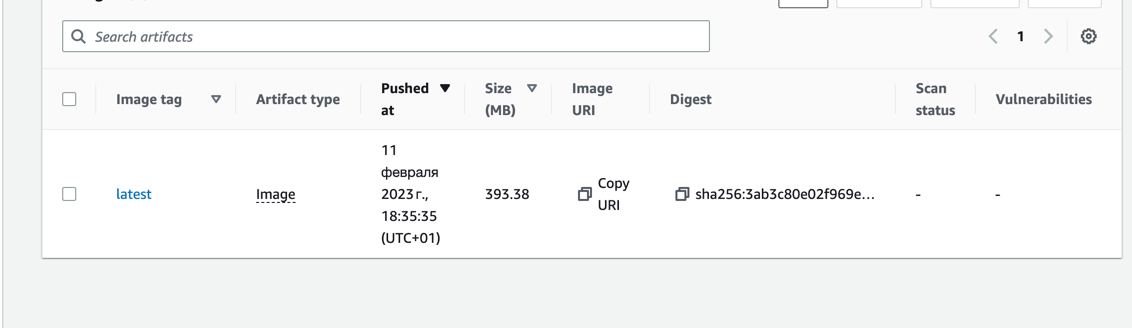 Search artifacts
1
Image tag
Artifact type
Pushed at
Size (MB)
Image URI
Digest
Scan status
Vulnerabilities
latest
Image
11 февраля 2023 г., 18:35:35 (UTC+01)
393.38
Copy URI
sha256:3ab3c80e02f969e...
-
-